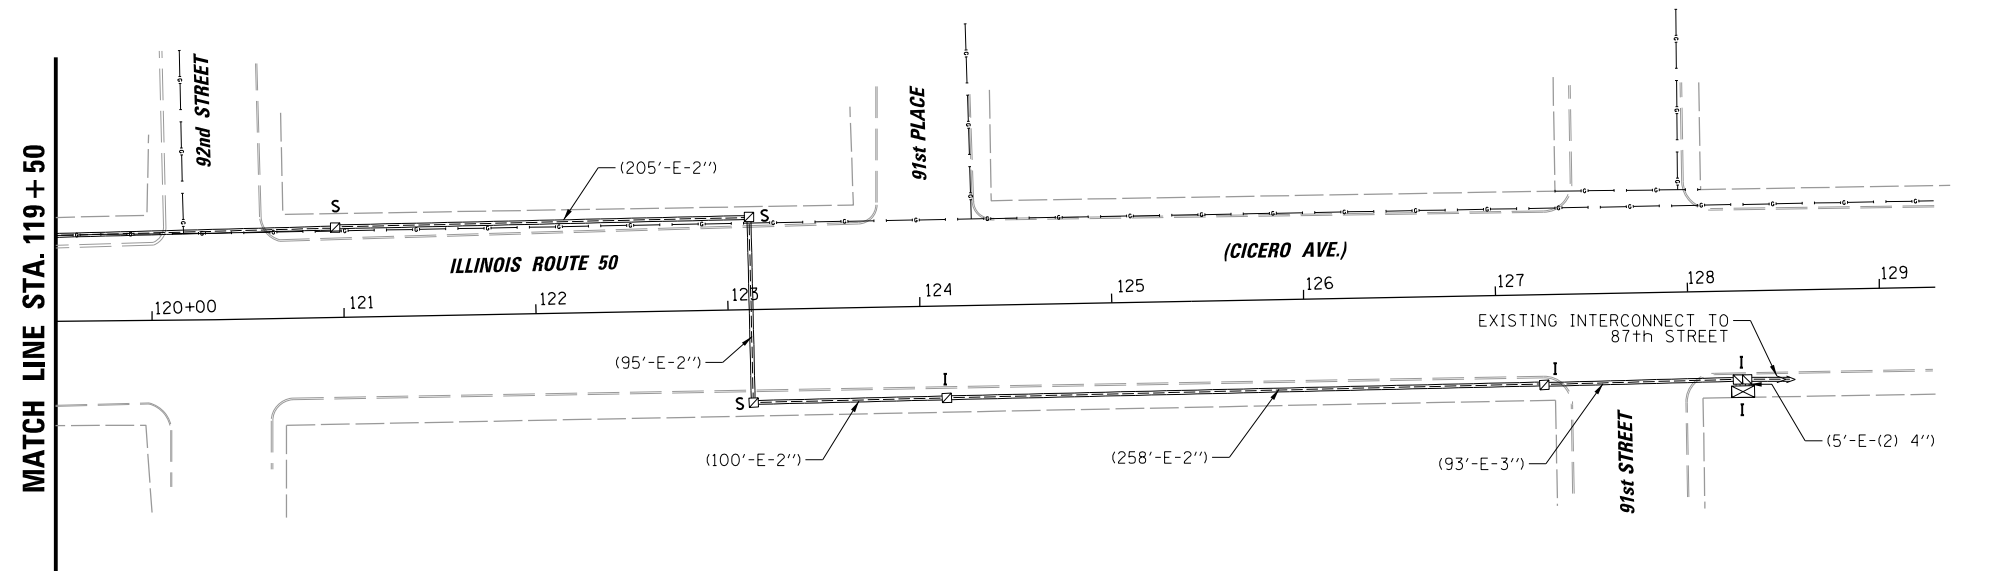 MATCH LINE STA. 119+50
92nd STREET
91st PLACE
S
(205'-E-2'')
S
ILLINOIS ROUTE 50
(CICERO AVE.)
120+00
121
122
123
124
125
126
127
128
129
EXISTING INTERCONNECT TO
87th STREET
(95'-E-2'')
S
I
I
I
I
(100'-E-2'')
(258'-E-2'')
(93'-E-3'')
91st STREET
(5'-E-(2) 4'')